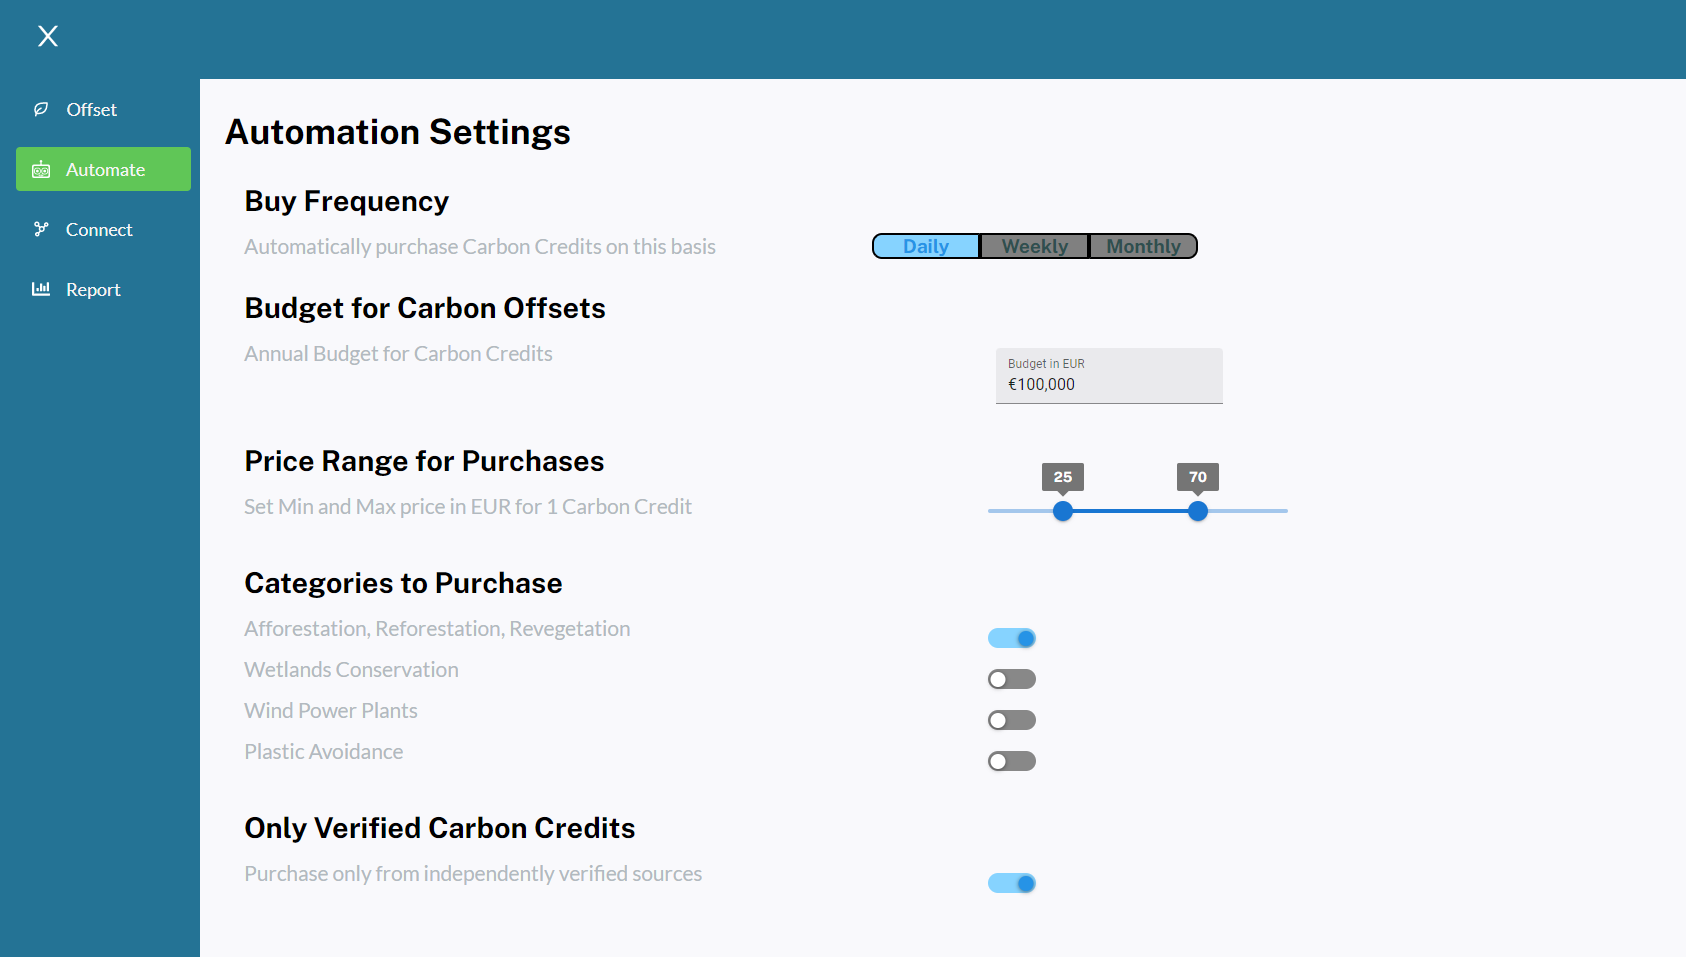 Offset
Automate
Connect
Report
Automation Settings
Buy Frequency
Automatically purchase Carbon Credits on this basis
Daily Weekly Monthly
Budget for Carbon Offsets
Annual Budget for Carbon Credits
Budget in EUR
€100,000
Price Range for Purchases
25 70
Set Min and Max price in EUR for 1 Carbon Credit
Categories to Purchase
Afforestation, Reforestation, Revegetation
Wetlands Conservation
Wind Power Plants
Plastic Avoidance
Only Verified Carbon Credits
Purchase only from independently verified sources